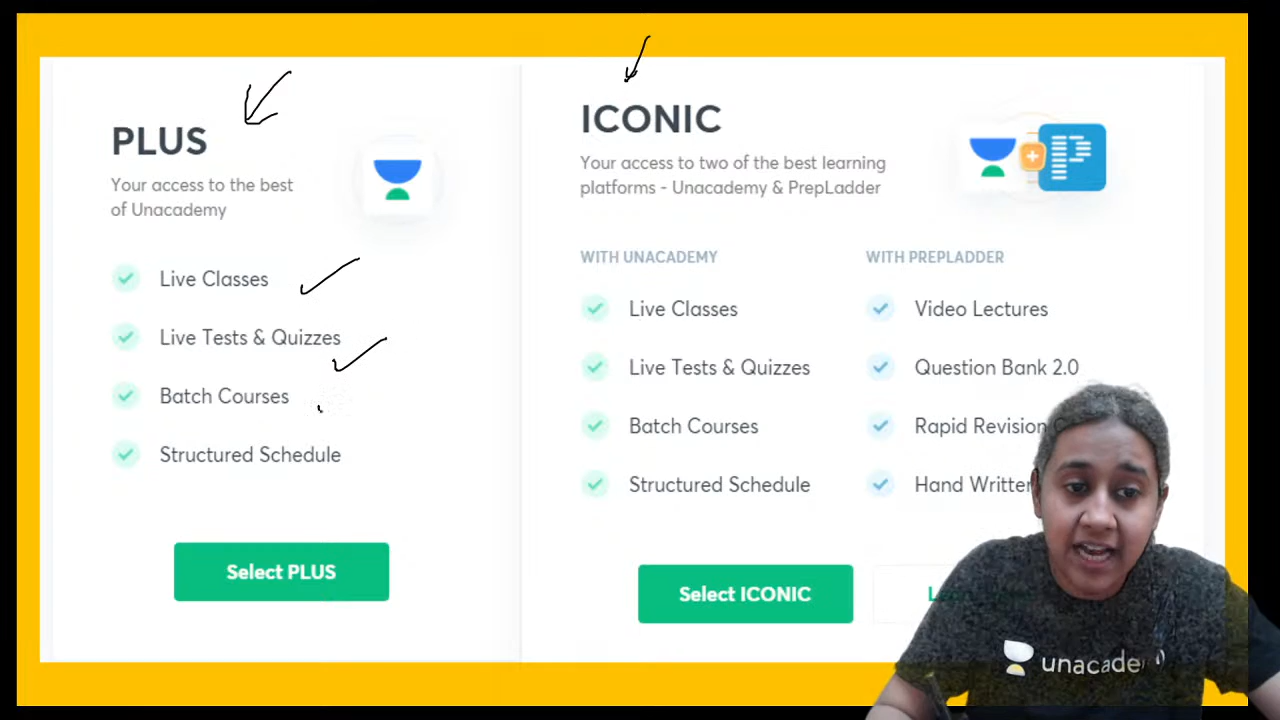 PLUS
Your access to the best
of Unacademy
Live Classes
Live Tests & Quizzes
Batch Courses
Structured Schedule
Select PLUS
ICONIC
Your access to two of the best learning
platforms - Unacademy & PrepLadder
WITH UNACADEMY
Live Classes
Live Tests & Quizzes
Batch Courses
Structured Schedule
WITH PREPLADDER
Video Lectures
Question Bank 2.0
Rapid Revision
Hand Written
Select ICONIC
unacademy